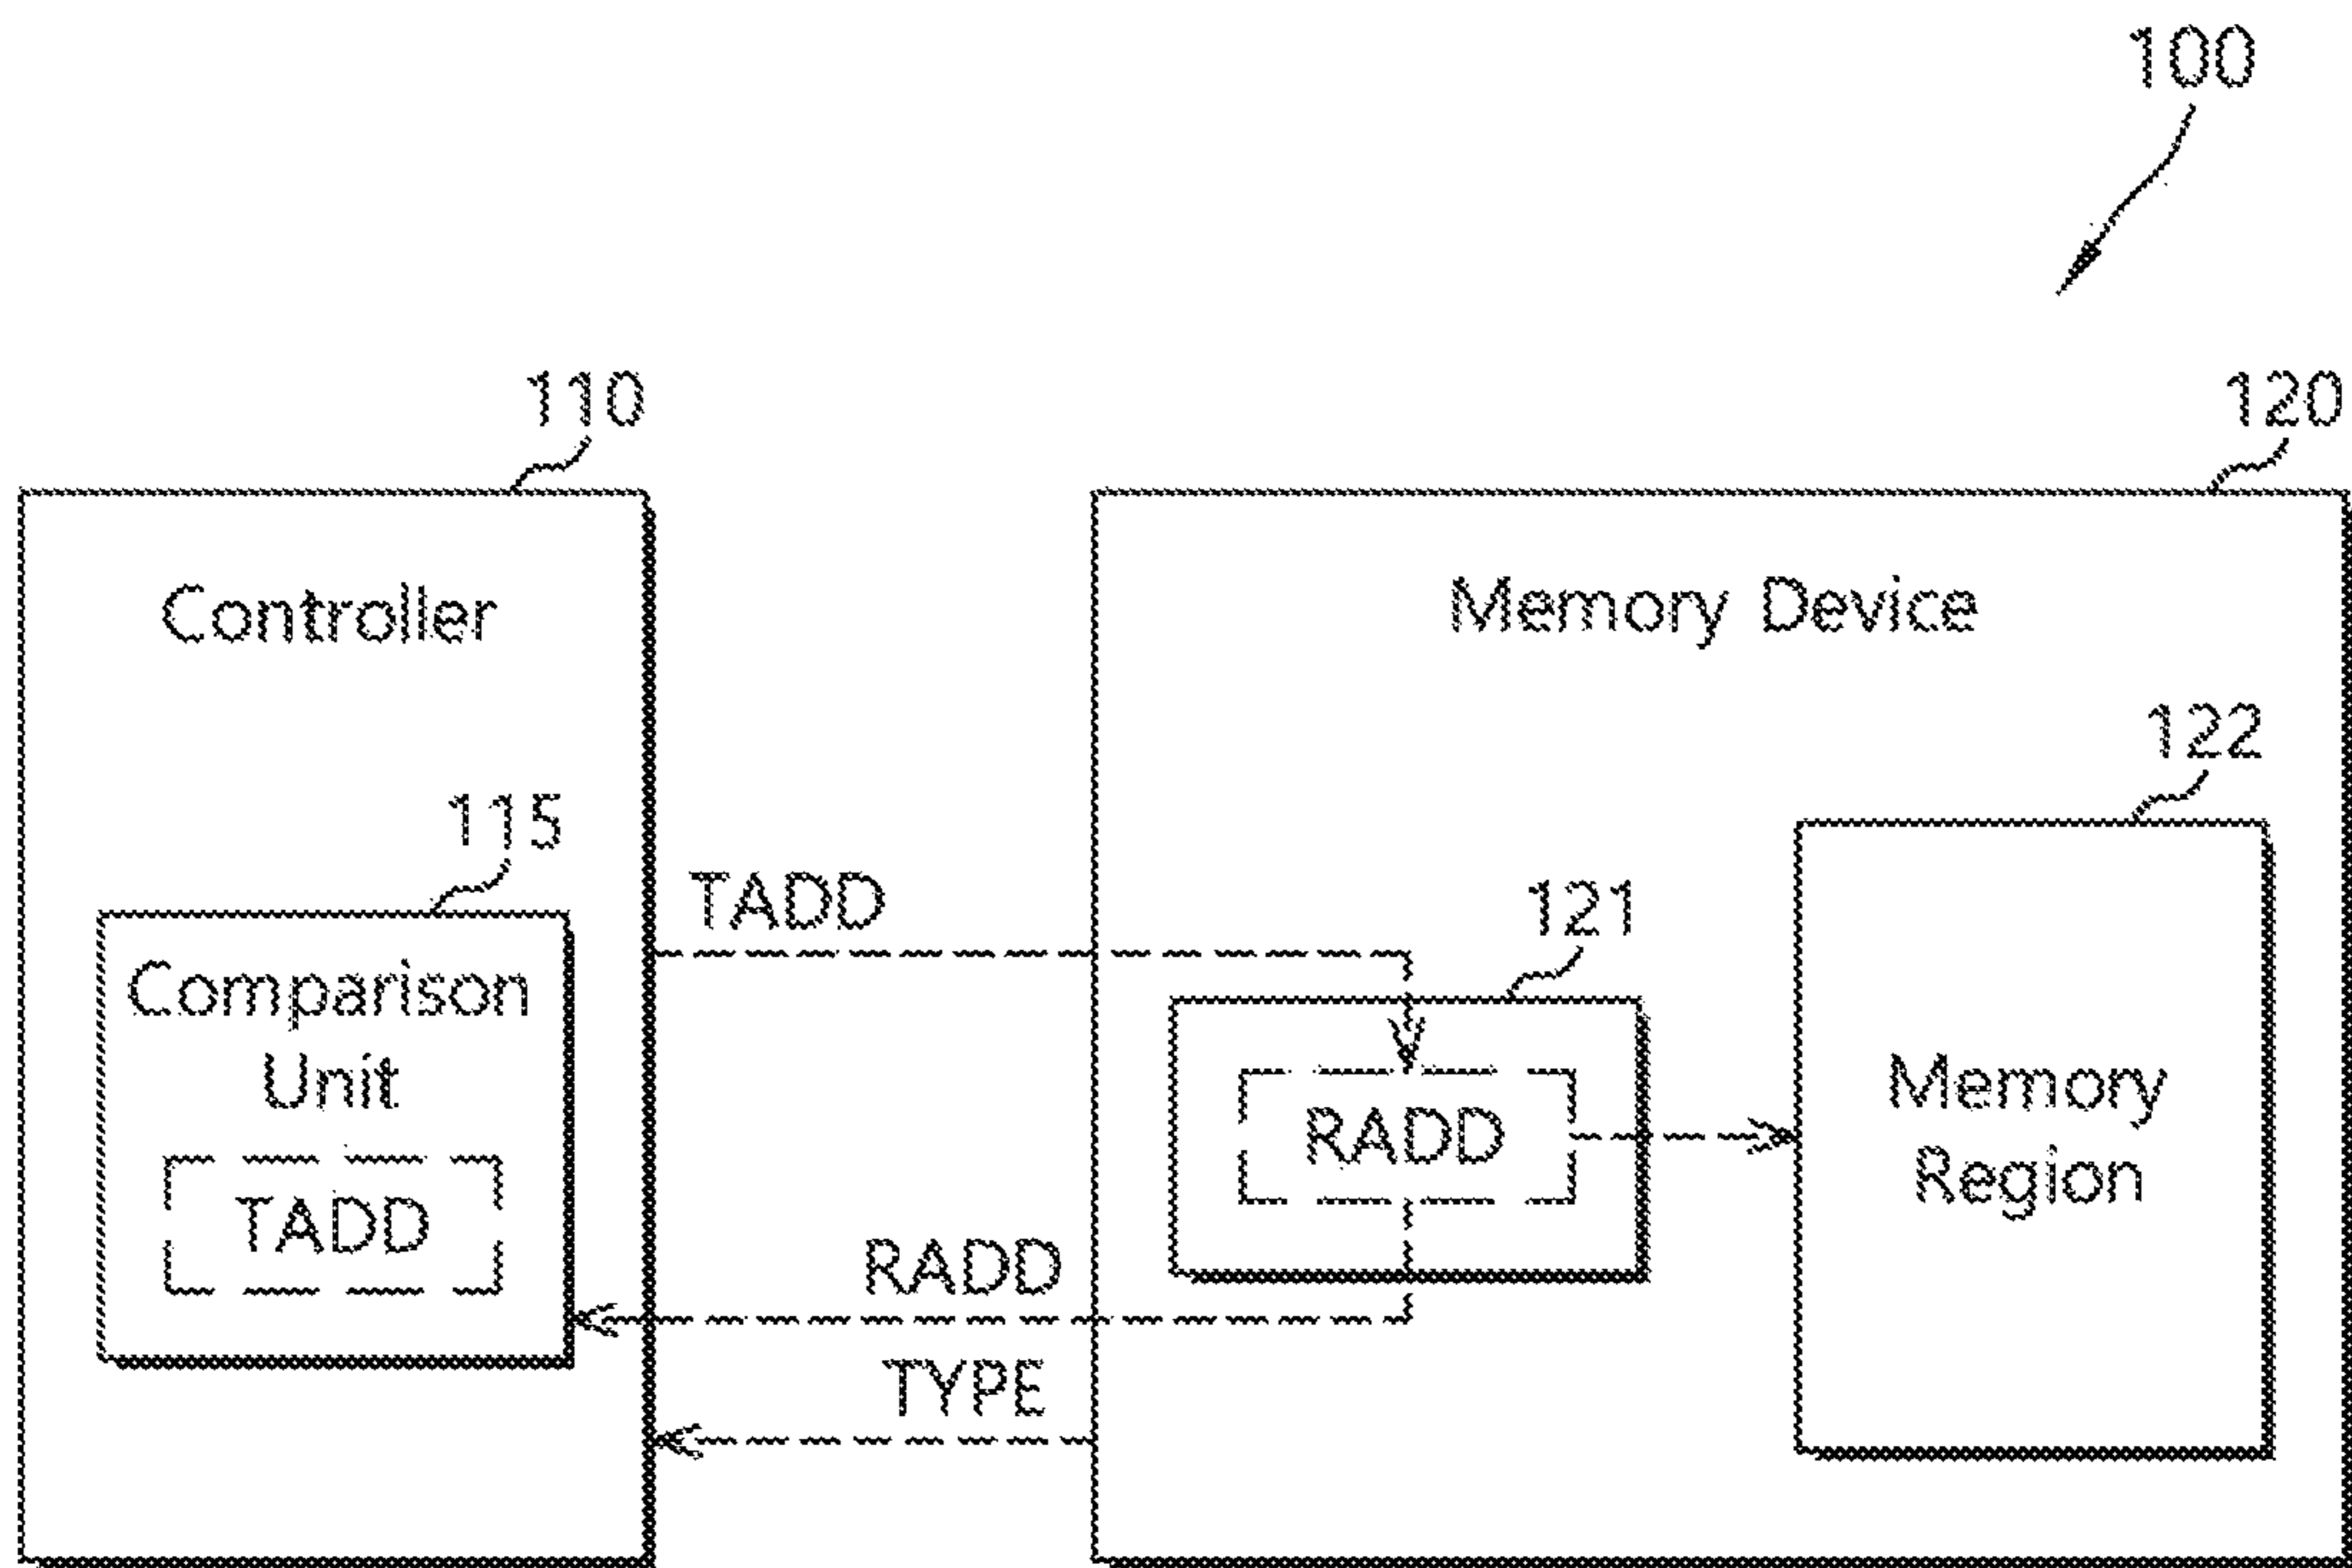 100
110
120
Controller
Memory Device
122
115
TADD
121
Comparison
Unit
TADD
RADD
Memory
Region
RADD
TYPE